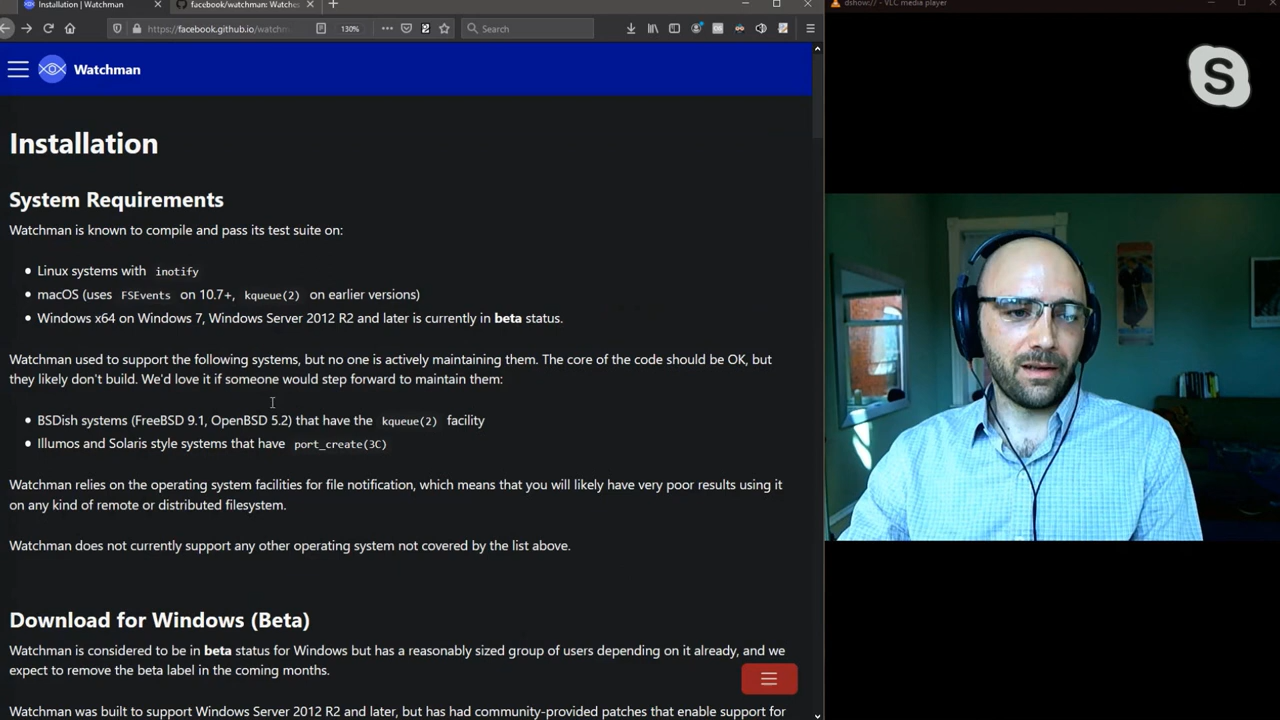 Installation | Watchman
facebook/watchman: Watches
dshow:// - VLC media player
https://facebook.github.io/watchm
130%
Search
Watchman
Installation
System Requirements
Watchman is known to compile and pass its test suite on:
Linux systems with inotify
macOS (uses FSEvents on 10.7+, kqueue(2) on earlier versions)
Windows x64 on Windows 7, Windows Server 2012 R2 and later is currently in beta status.
Watchman used to support the following systems, but no one is actively maintaining them. The core of the code should be OK, but
they likely don't build. We'd love it if someone would step forward to maintain them:
BSDish systems (FreeBSD 9.1, OpenBSD 5.2) that have the kqueue(2) facility
Illumos and Solaris style systems that have port_create(3C)
Watchman relies on the operating system facilities for file notification, which means that you will likely have very poor results using it
on any kind of remote or distributed filesystem.
Watchman does not currently support any other operating system not covered by the list above.
Download for Windows (Beta)
Watchman is considered to be in beta status for Windows but has a reasonably sized group of users depending on it already, and we
expect to remove the beta label in the coming months.
Watchman was built to support Windows Server 2012 R2 and later, but has had community-provided patches that enable support for
S